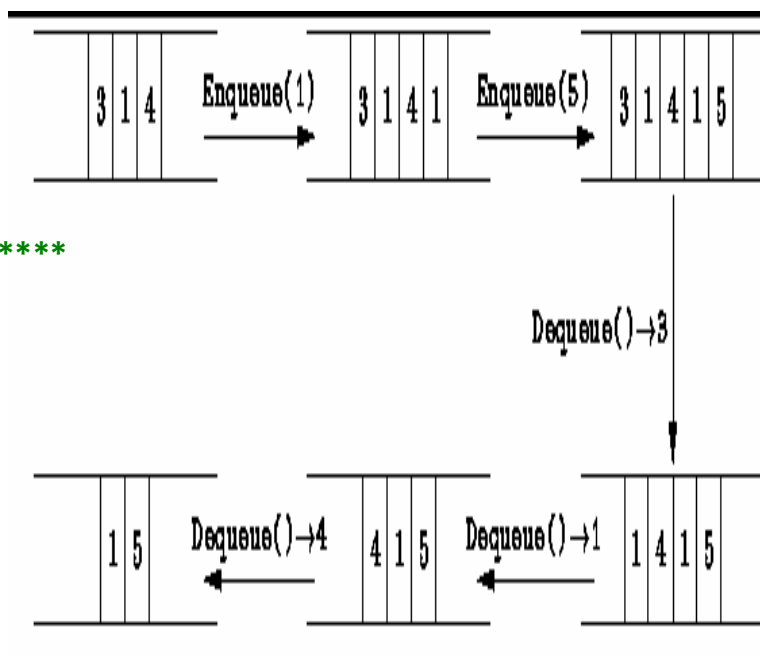 3 1 4 Enqueue(1) 3 1 4 1 Enqueue(5) 3 1 4 1 5
****
Dequeue()→3
1 5 Dequeue()→4 4 1 5 Dequeue()→1 1 4 1 5